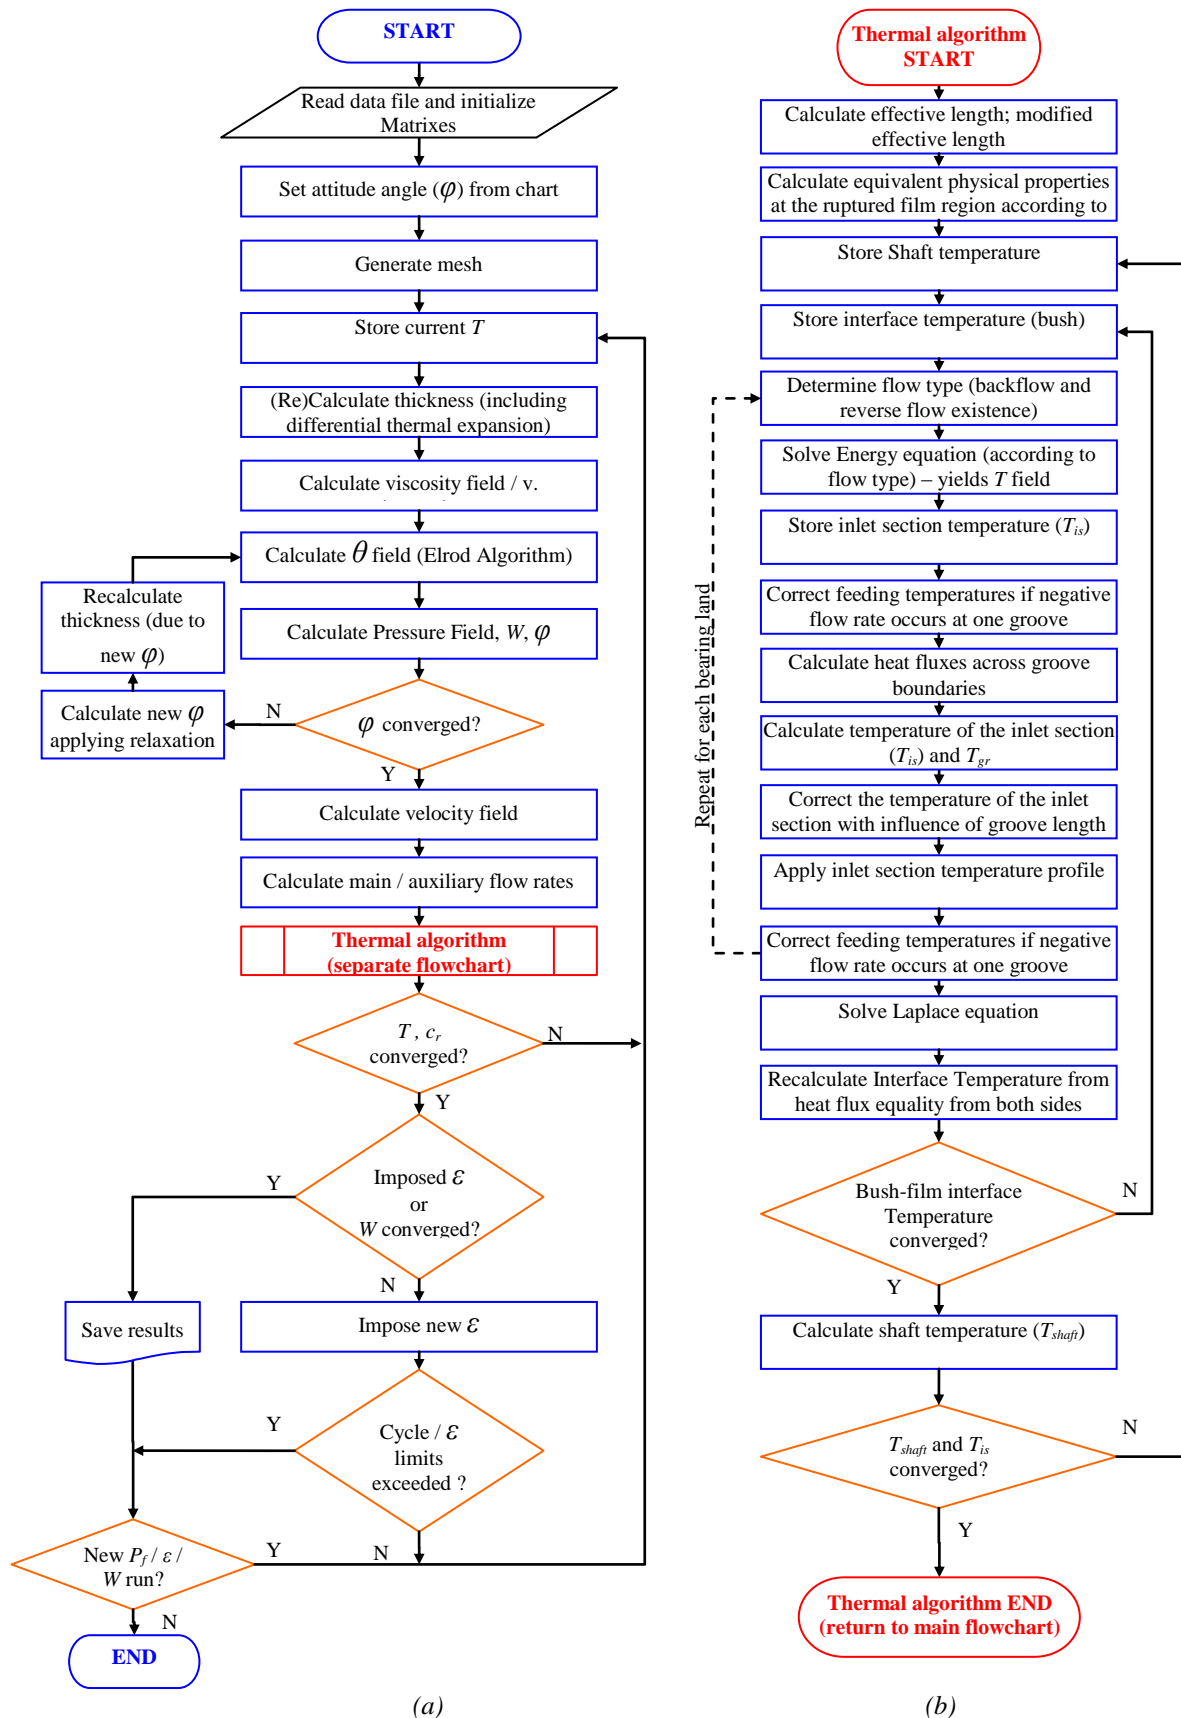 START
Read data file and initialize
Matrixes
Set attitude angle (φ) from chart
Generate mesh
Store current T
(Re)Calculate thickness (including
differential thermal expansion)
Calculate viscosity field / v.
Calculate θ field (Elrod Algorithm)
Recalculate
thickness (due to
new φ)
Calculate Pressure Field, W, φ
Calculate new φ
applying relaxation
N
φ converged?
Y
Calculate velocity field
Calculate main / auxiliary flow rates
Thermal algorithm
(separate flowchart)
T , cr
converged?
N
Y
Y
Imposed ε
or
W converged?
N
Save results
Impose new ε
Y
Cycle / ε
limits
exceeded ?
N
New Pf / ε /
W run?
Y
N
END
(a)
Thermal algorithm
START
Calculate effective length; modified
effective length
Calculate equivalent physical properties
at the ruptured film region according to
Store Shaft temperature
Store interface temperature (bush)
Determine flow type (backflow and
reverse flow existence)
Solve Energy equation (according to
flow type) – yields T field
Store inlet section temperature (Tis)
Correct feeding temperatures if negative
flow rate occurs at one groove
Calculate heat fluxes across groove
boundaries
Calculate temperature of the inlet section
(Tis) and Tgr
Correct the temperature of the inlet
section with influence of groove length
Apply inlet section temperature profile
Correct feeding temperatures if negative
flow rate occurs at one groove
Repeat for each bearing land
Solve Laplace equation
Recalculate Interface Temperature from
heat flux equality from both sides
Bush-film interface
Temperature
converged?
N
Y
Calculate shaft temperature (Tshaft)
Tshaft and Tis
converged?
N
Y
Thermal algorithm END
(return to main flowchart)
(b)